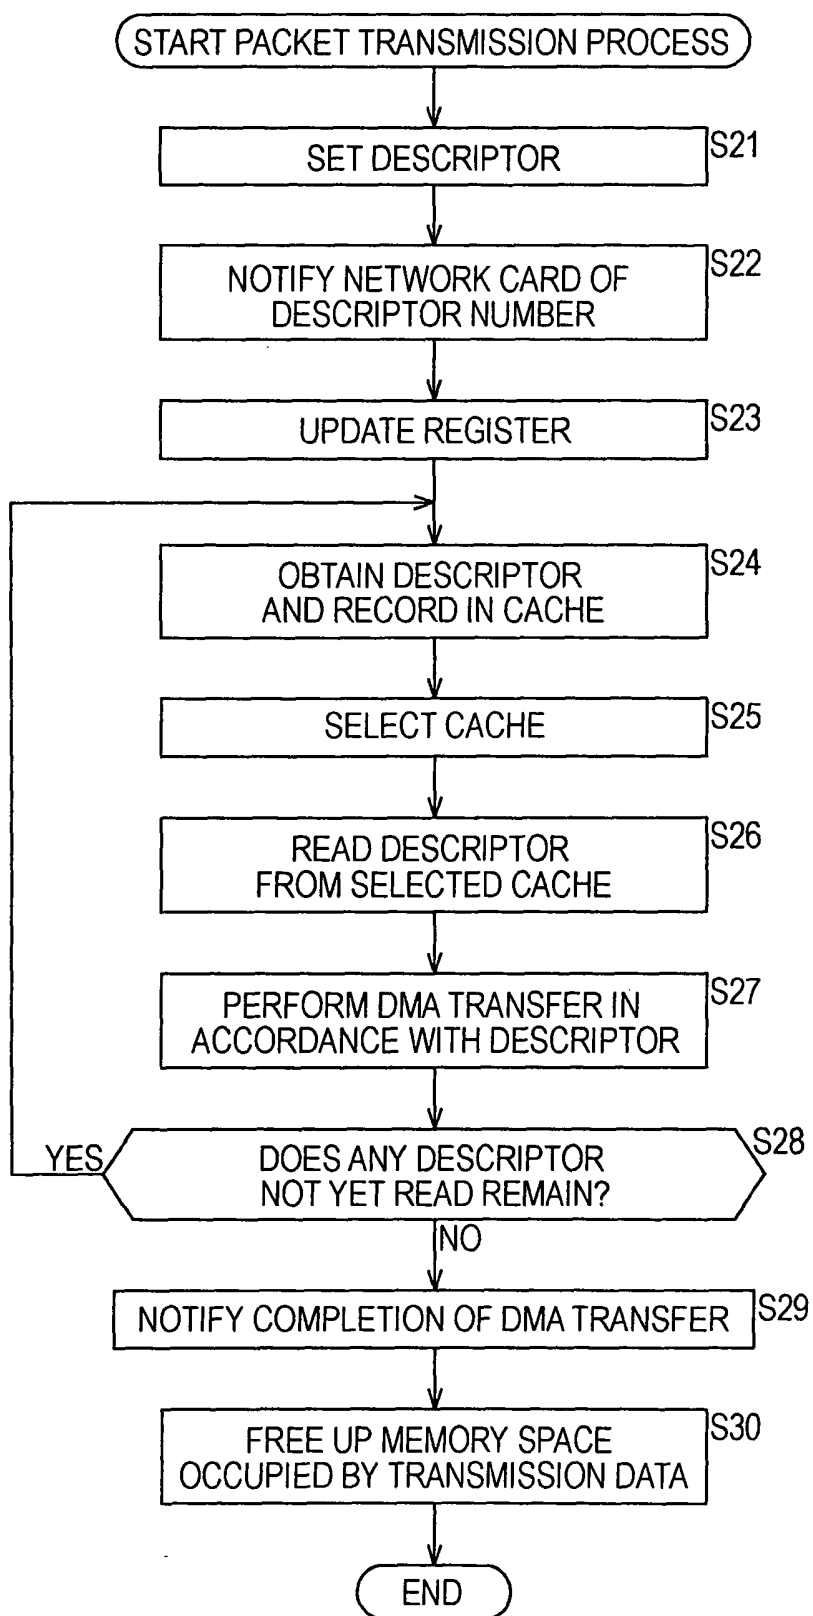 START PACKET TRANSMISSION PROCESS
S21
SET DESCRIPTOR
S22
NOTIFY NETWORK CARD OF
DESCRIPTOR NUMBER
S23
UPDATE REGISTER
S24
OBTAIN DESCRIPTOR
AND RECORD IN CACHE
S25
SELECT CACHE
S26
READ DESCRIPTOR
FROM SELECTED CACHE
S27
PERFORM DMA TRANSFER IN
ACCORDANCE WITH DESCRIPTOR
S28
YES
DOES ANY DESCRIPTOR
NOT YET READ REMAIN?
NO
S29
NOTIFY COMPLETION OF DMA TRANSFER
S30
FREE UP MEMORY SPACE
OCCUPIED BY TRANSMISSION DATA
END